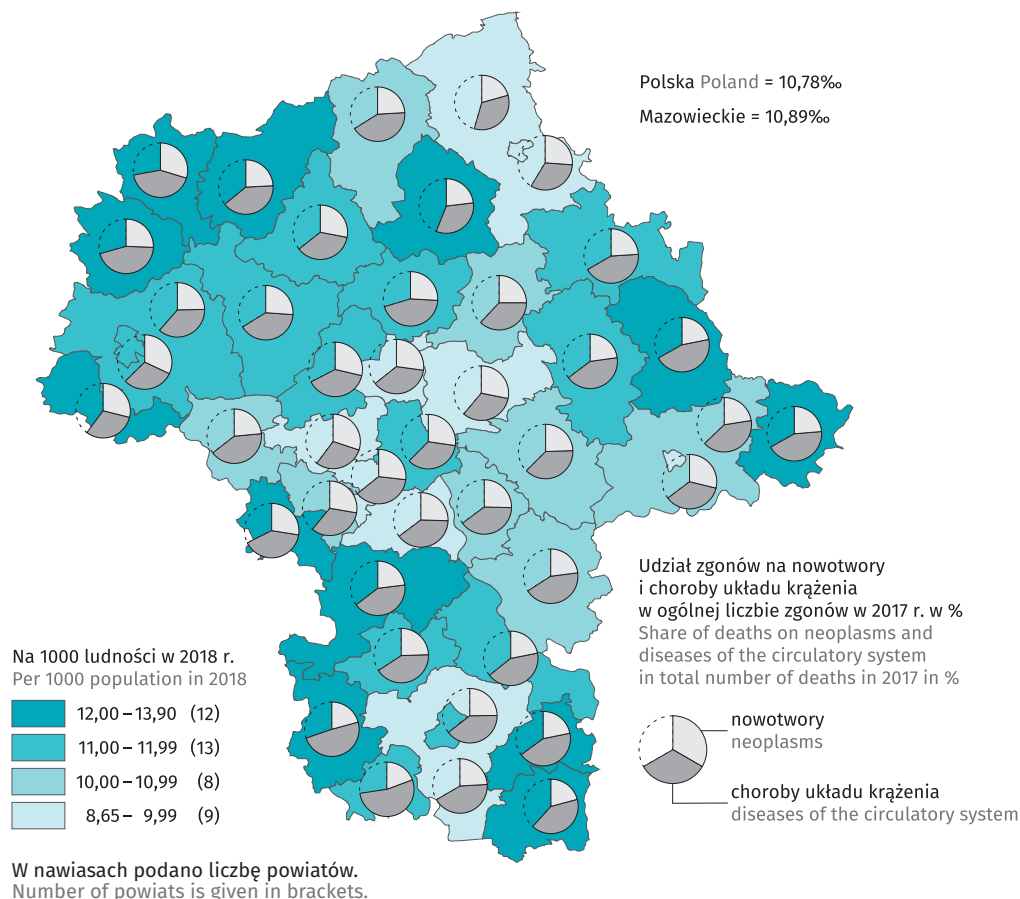 Polska Poland = 10,78‰
Mazowieckie = 10,89‰
Udział zgonów na nowotwory
i choroby układu krążenia
w ogólnej liczbie zgonów w 2017 r. w %
Share of deaths on neoplasms and
diseases of the circulatory system
in total number of deaths in 2017 in %
nowotwory
neoplasms
choroby układu krążenia
diseases of the circulatory system
Na 1000 ludności w 2018 r.
Per 1000 population in 2018
12,00 – 13,90 (12)
11,00 – 11,99 (13)
10,00 – 10,99 (8)
8,65 – 9,99 (9)
W nawiasach podano liczbę powiatów.
Number of powiats is given in brackets.